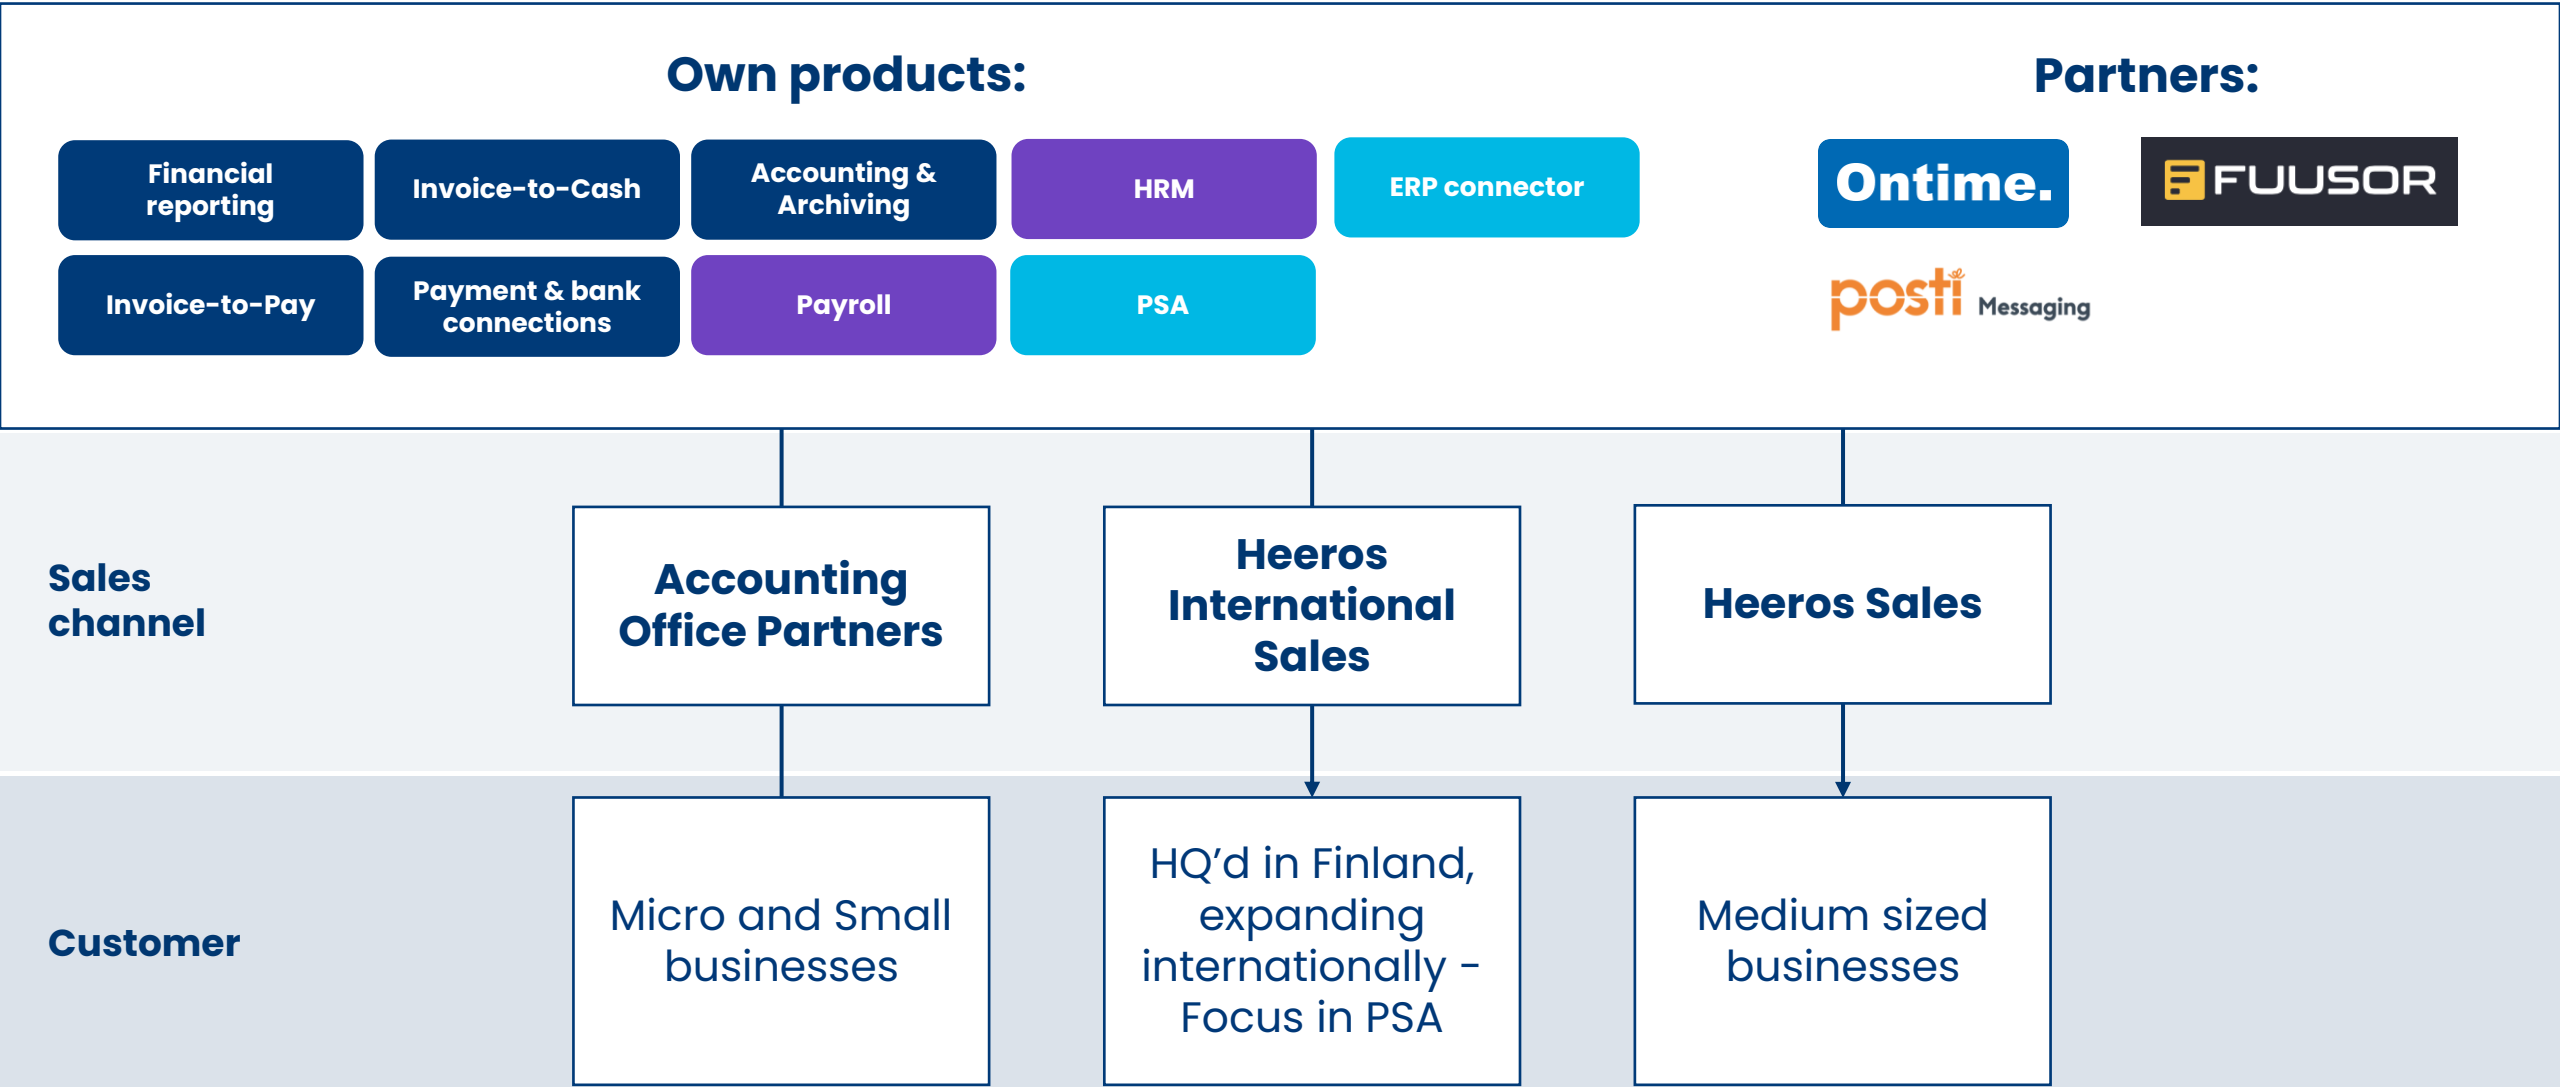 Own products:
Partners:
Financial
reporting
Invoice-to-Cash
Accounting &
Archiving
HRM
ERP connector
Ontime.
FUUSOR
Invoice-to-Pay
Payment & bank
connections
Payroll
PSA
posti Messaging
Sales
channel
Accounting
Office Partners
Heeros
International
Sales
Heeros Sales
Customer
Micro and Small
businesses
HQ’d in Finland,
expanding
internally -
Focus in PSA
Medium sized
businesses